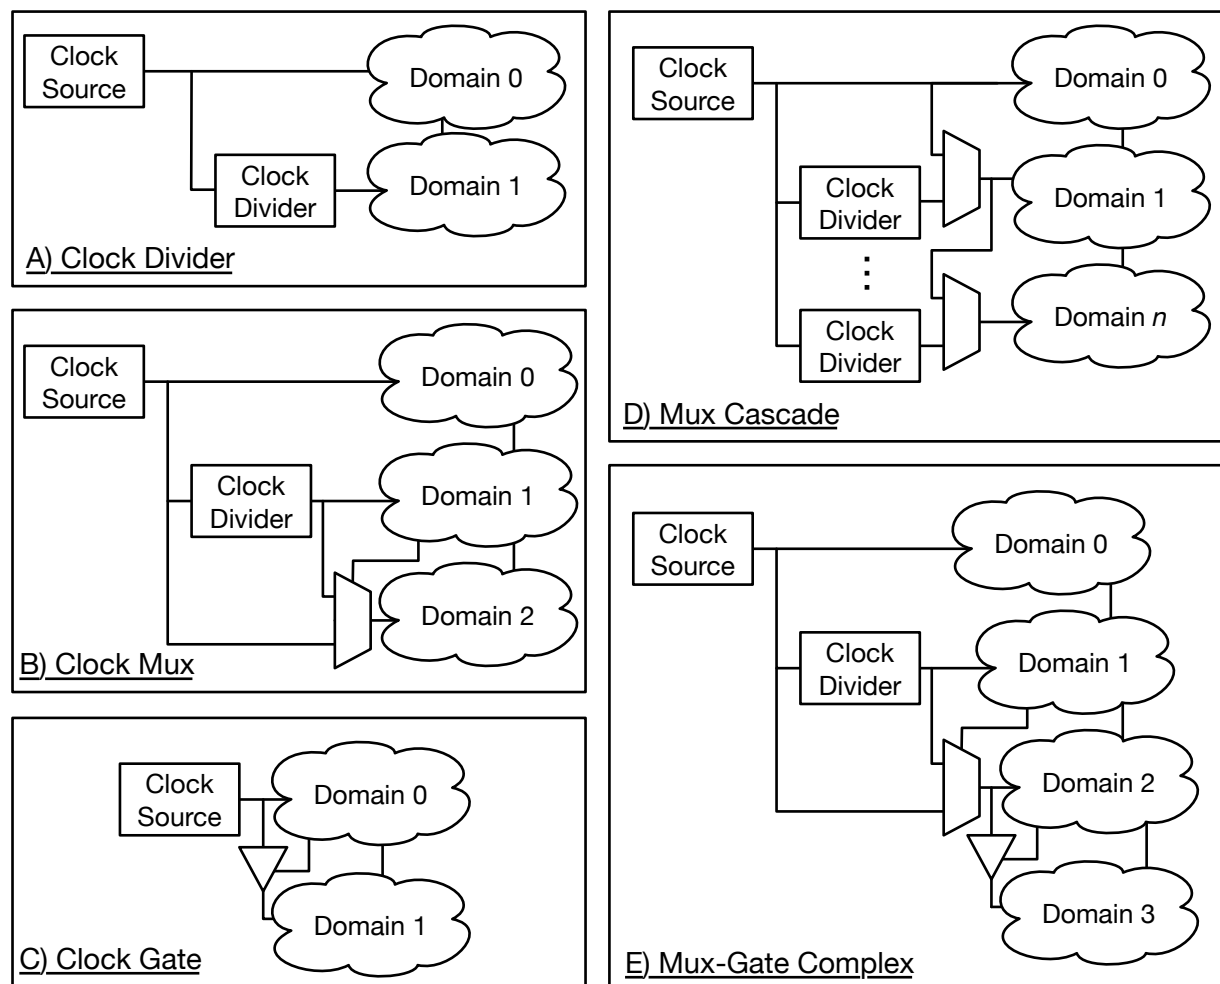 Clock
Source
Domain 0
Clock
Divider
Domain 1
A) Clock Divider
Clock
Source
Domain 0
Clock
Divider
Domain 1
Domain 2
B) Clock Mux
Clock
Source
Domain 0
Domain 1
C) Clock Gate
Clock
Source
Domain 0
Clock
Divider
Domain 1
⋮
Clock
Divider
Domain n
D) Mux Cascade
Clock
Source
Domain 0
Clock
Divider
Domain 1
Domain 2
Domain 3
E) Mux-Gate Complex